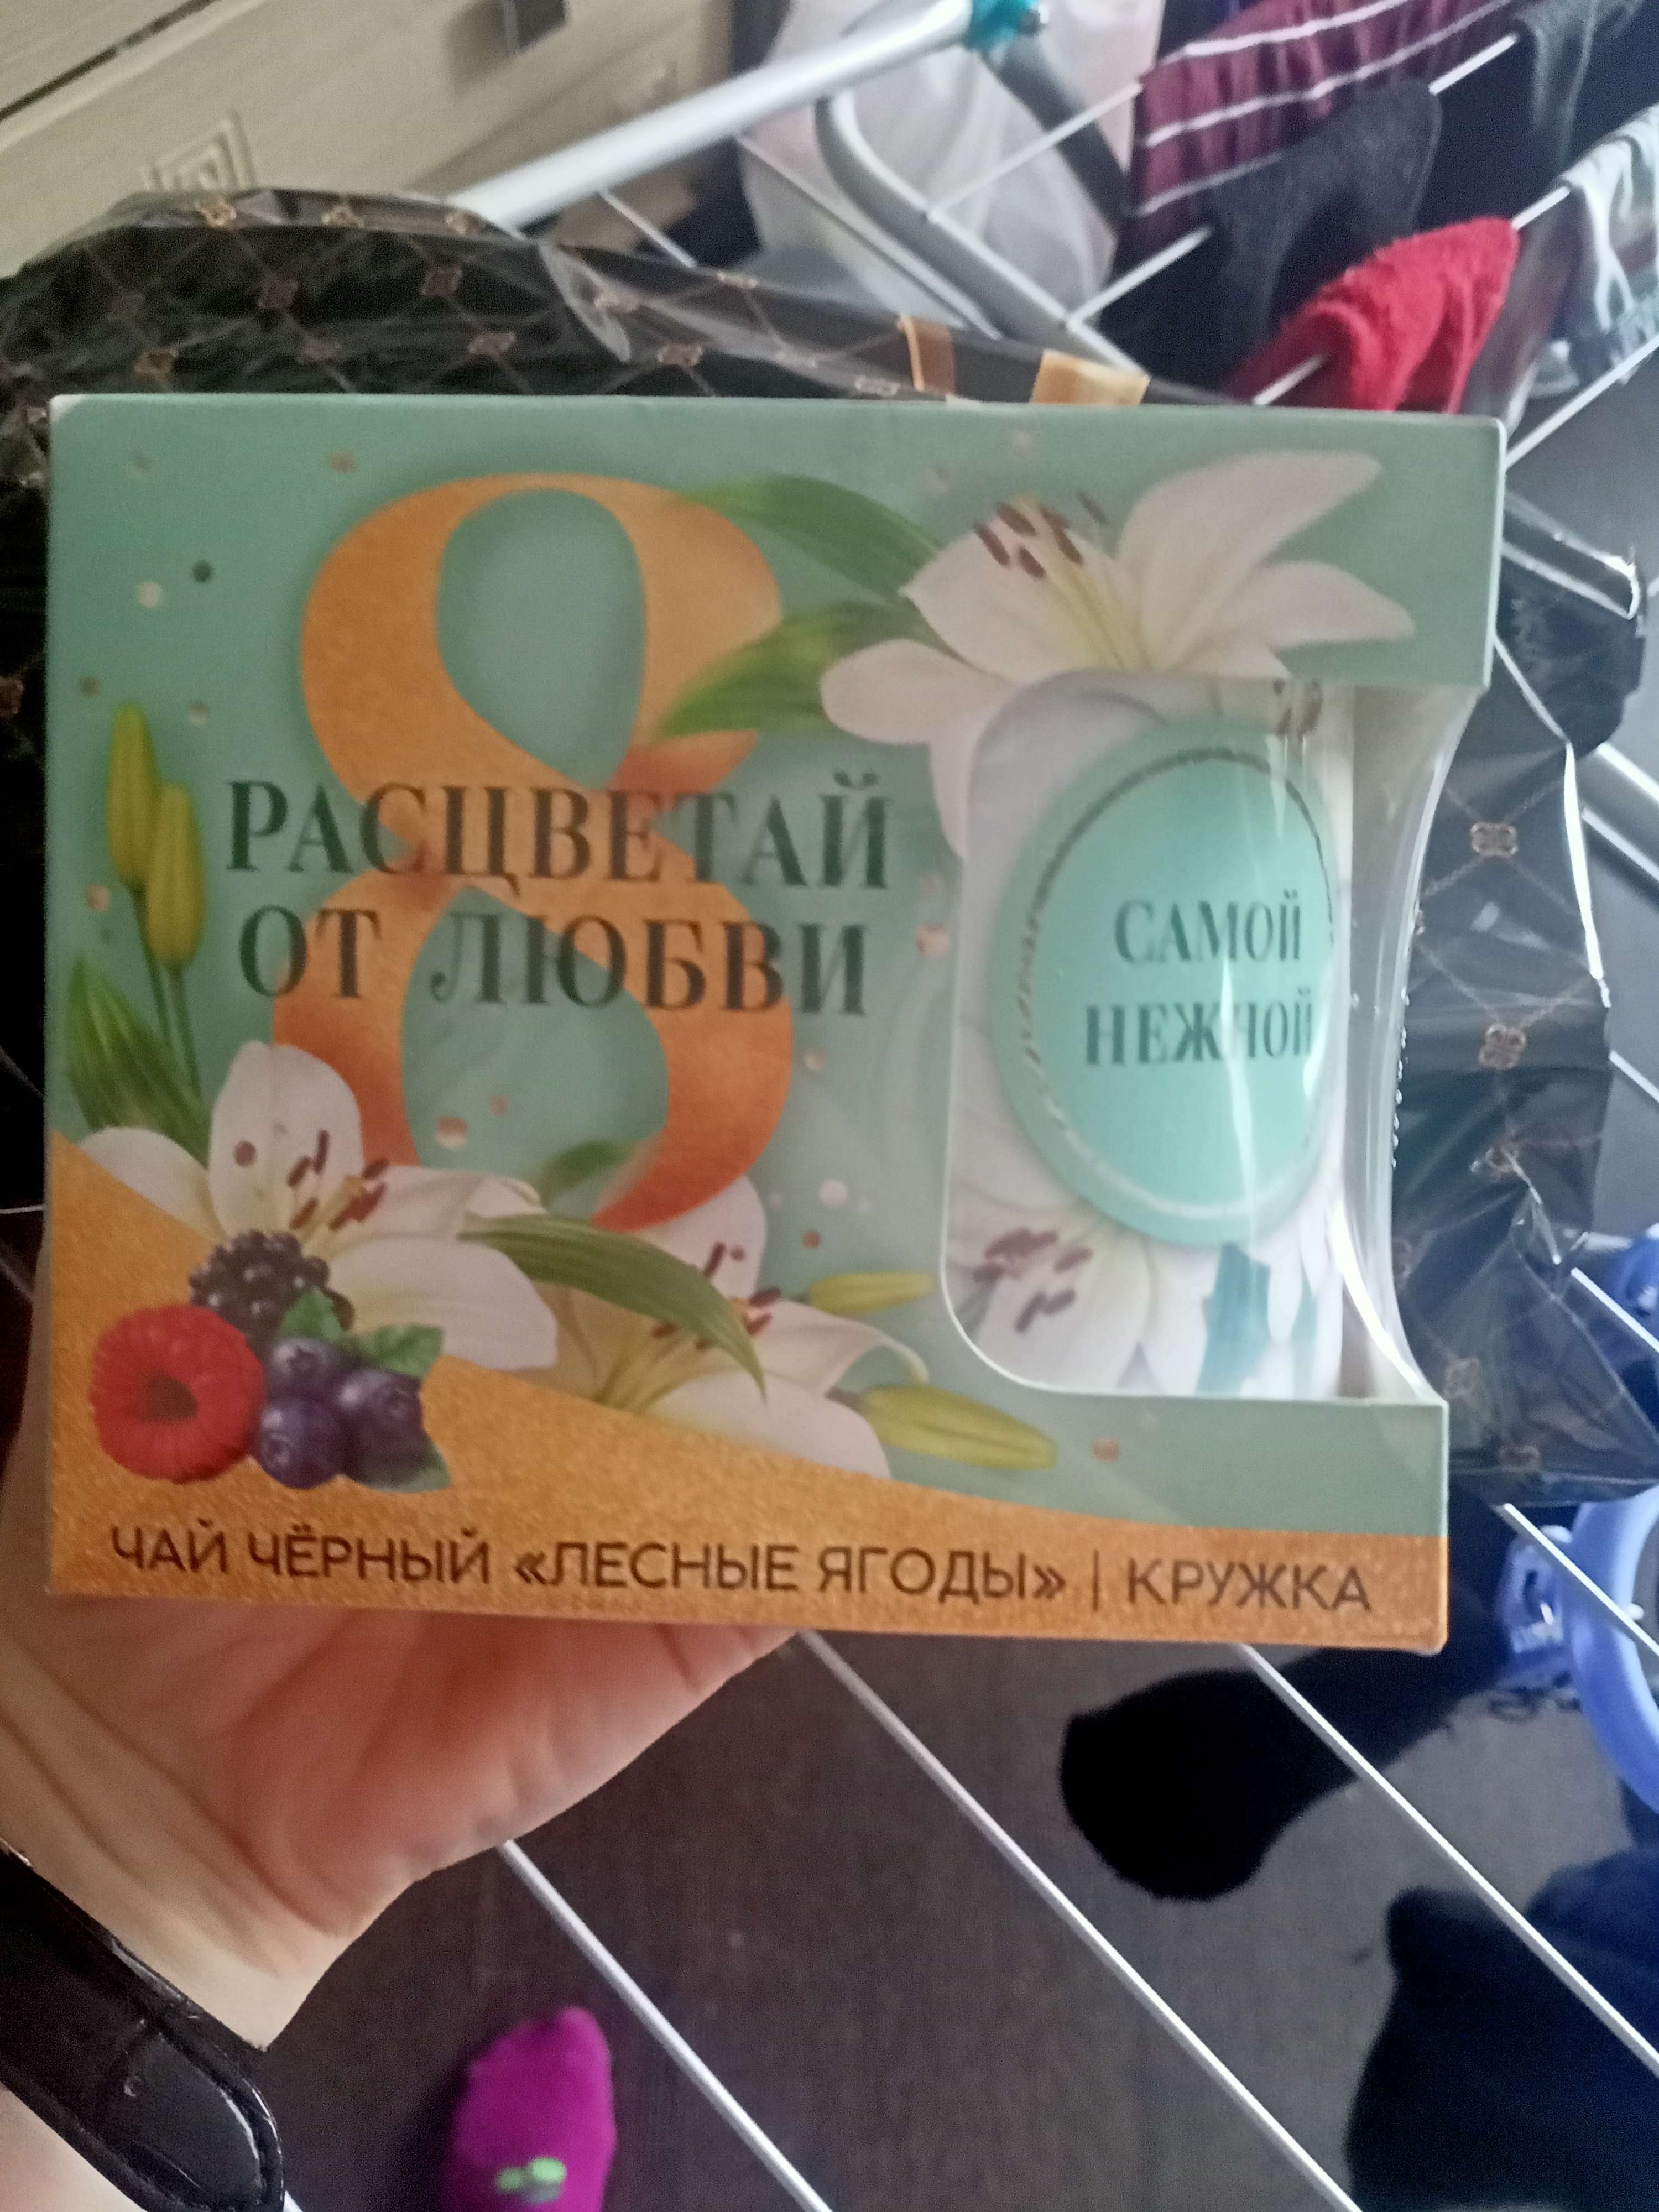 8
РАСЦВЕТАЙ
ОТ ЛЮБВИ
САМОЙ
НЕЖНОЙ
ЧАЙ ЧЁРНЫЙ «ЛЕСНЫЕ ЯГОДЫ» | КРУЖКА